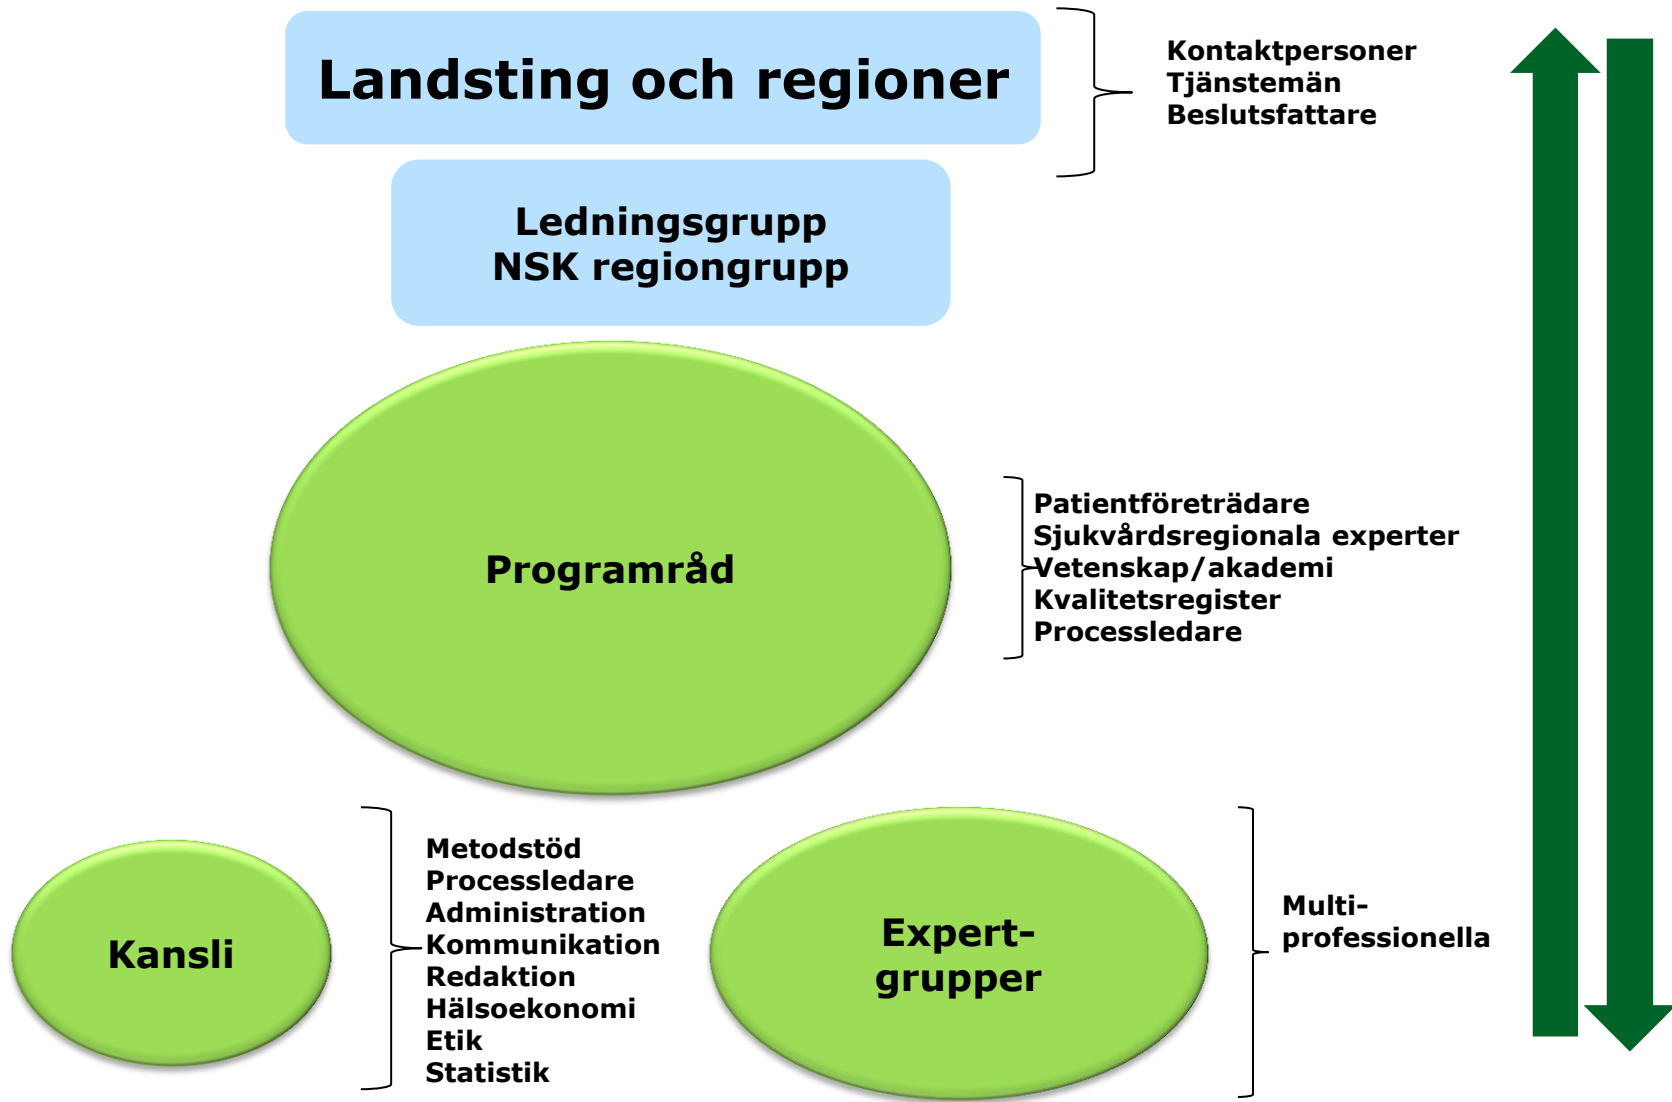 Landsting och regioner
Kontaktpersoner
Tjänstemän
Beslutsfattare
Ledningsgrupp
NSK regiongrupp
Programråd
Patientföreträdare
Sjukvårdsregionala experter
Vetenskap/akademi
Kvalitetsregister
Processledare
Kansli
Metodstöd
Processledare
Administration
Kommunikation
Redaktion
Hälsoekonomi
Etik
Statistik
Expert-
grupper
Multi-
professionella